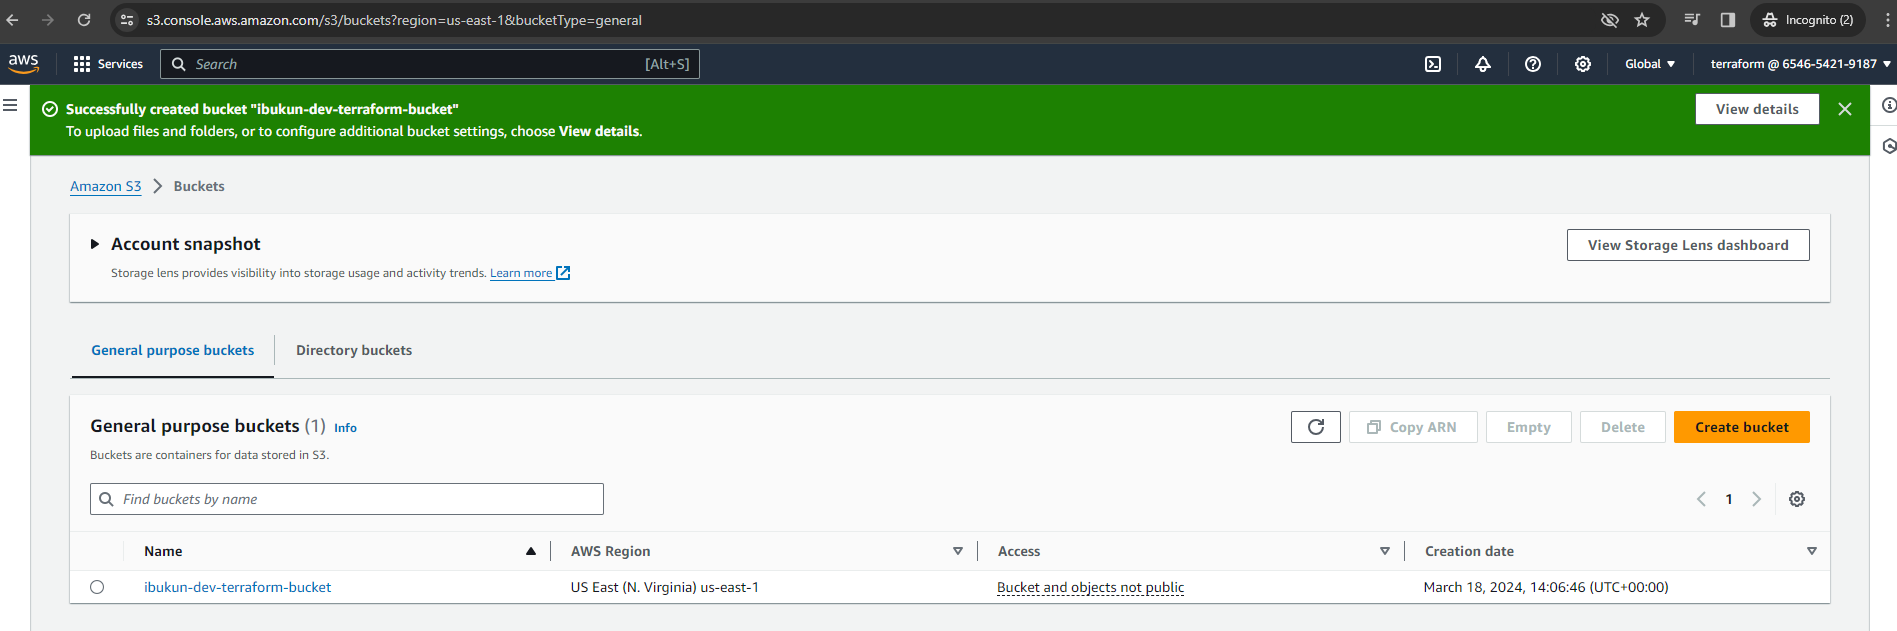 s3.console.aws.amazon.com/s3/buckets?region=us-east-1&bucketType=general
Incognito (2)
aws
Services
Search
[Alt+S]
Global
terraform @ 6546-5421-9187
Successfully created bucket "ibukun-dev-terraform-bucket"
To upload files and folders, or to configure additional bucket settings, choose View details.
View details
Amazon S3
Buckets
Account snapshot
Storage lens provides visibility into storage usage and activity trends. Learn more
View Storage Lens dashboard
General purpose buckets
Directory buckets
General purpose buckets (1) Info
Buckets are containers for data stored in S3.
Copy ARN
Empty
Delete
Create bucket
Find buckets by name
1
Name
AWS Region
Access
Creation date
ibukun-dev-terraform-bucket
US East (N. Virginia) us-east-1
Bucket and objects not public
March 18, 2024, 14:06:46 (UTC+00:00)